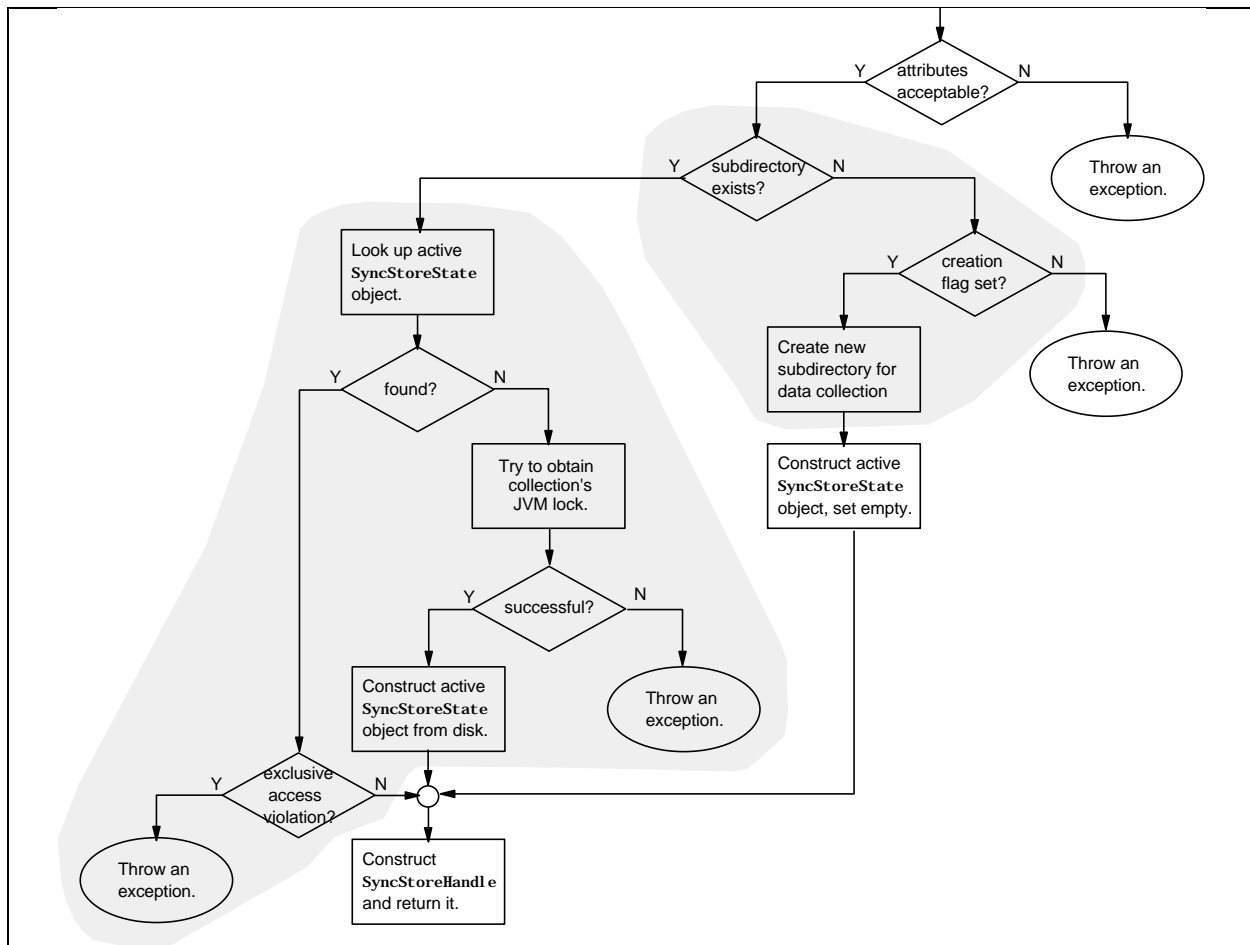 Y
attributes
acceptable?
N
Throw an
exception.
Y
subdirectory
exists?
N
Look up active
SyncStoreState
object.
Y
creation
flag set?
N
Create new
subdirectory for
data collection
Throw an
exception.
Y
found?
N
Try to obtain
collection's
JVM lock.
Construct active
SyncStoreState
object, set empty.
Y
successful?
N
Construct active
SyncStoreState
object from disk.
Throw an
exception.
Y
exclusive
access
violation?
N
Throw an
exception.
Construct
SyncStoreHandle
and return it.